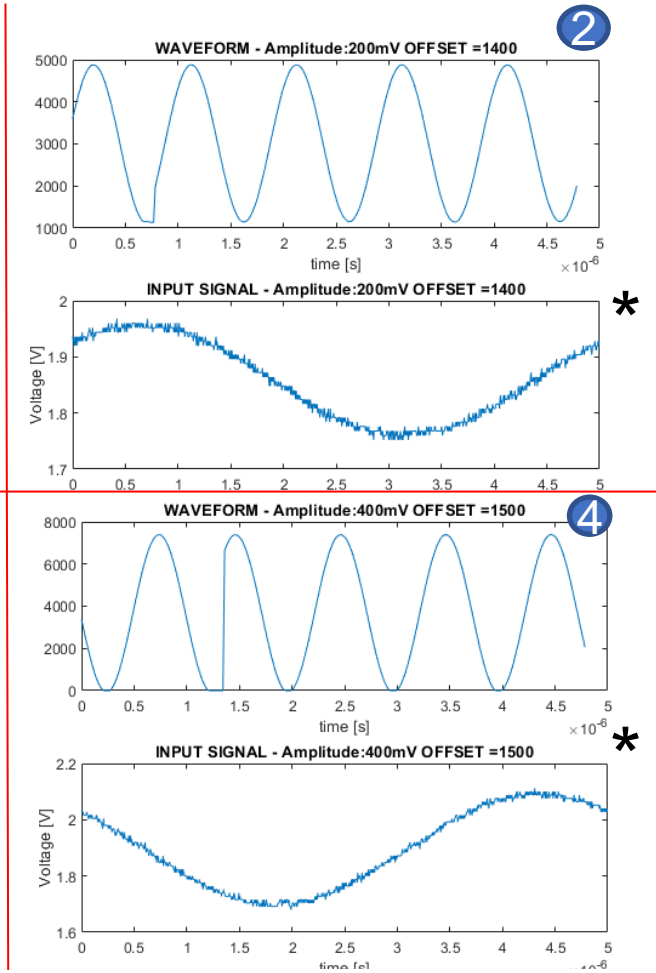 2
WAVEFORM - Amplitude:200mV OFFSET =1400
5000
4000
3000
2000
1000
0 0.5 1 1.5 2 2.5 3 3.5 4 4.5 5
time [s]
×10-6
INPUT SIGNAL - Amplitude:200mV OFFSET =1400
*
2
1.9
1.8
1.7
Voltage [V]
0 0.5 1 1.5 2 2.5 3 3.5 4 4.5 5
WAVEFORM - Amplitude:400mV OFFSET =1500
4
8000
6000
4000
2000
0
0 0.5 1 1.5 2 2.5 3 3.5 4 4.5 5
time [s]
×10-6
INPUT SIGNAL - Amplitude:400mV OFFSET =1500
*
2.2
2
1.8
1.6
Voltage [V]
0 0.5 1 1.5 2 2.5 3 3.5 4 4.5 5
time [s]
×10-6